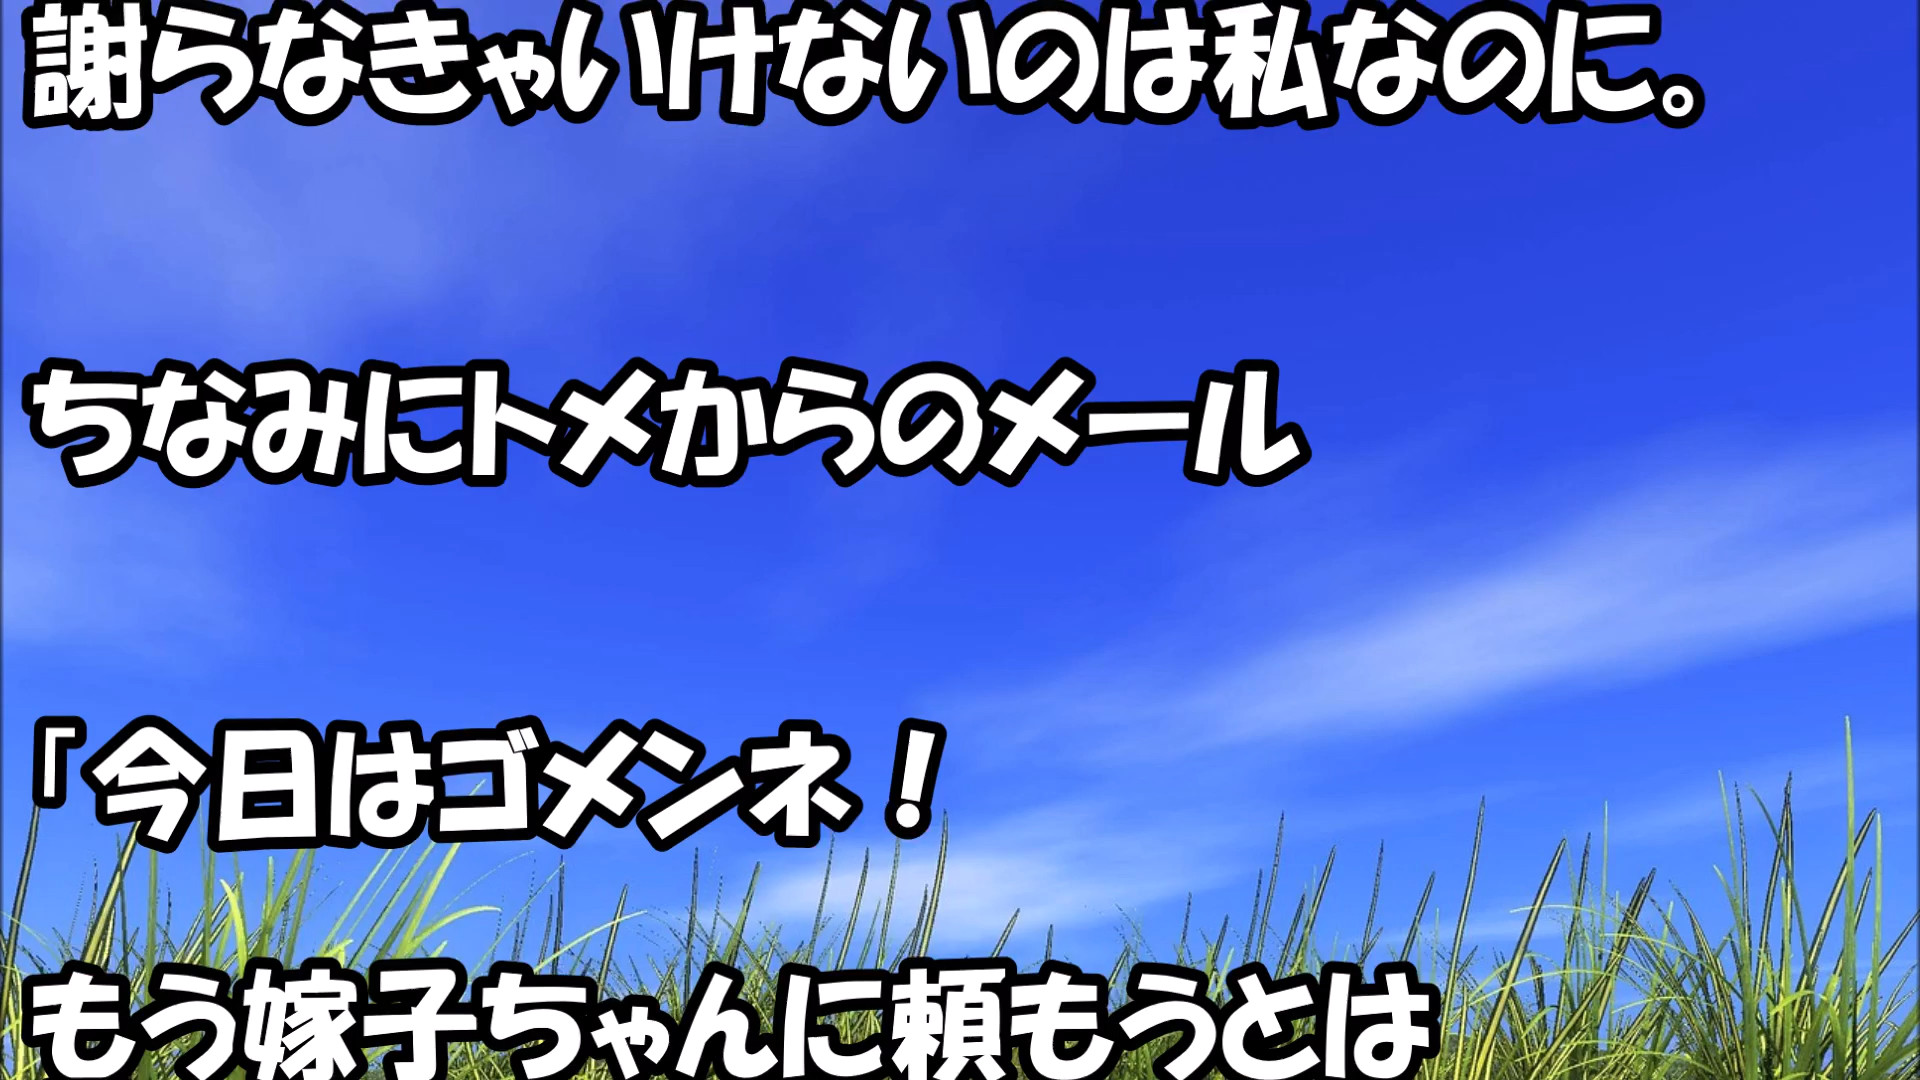 謝らなきゃいけないのは私なのに。
ちなみにトメからのメール
「今日はゴメンネ！
もう嫁子ちゃんに頼もうとは